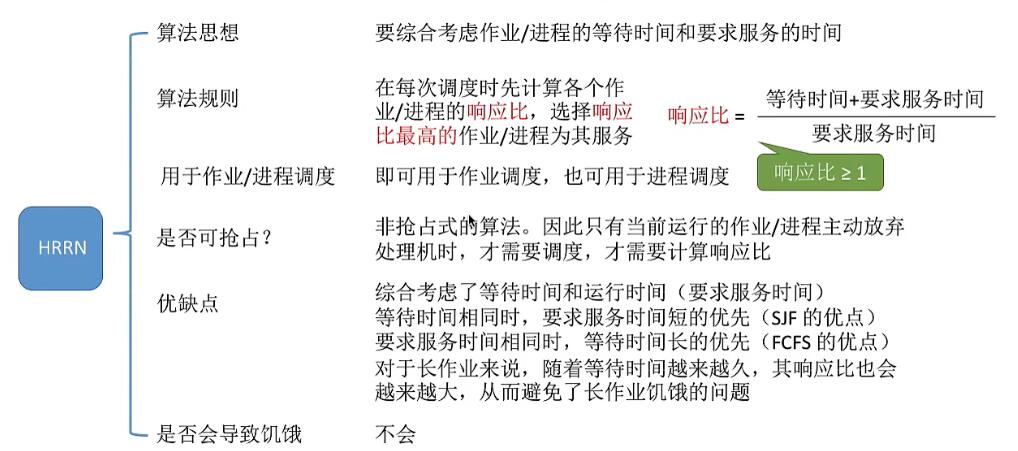 HRRN
算法思想
要综合考虑作业/进程的等待时间和要求服务的时间
算法规则
在每次调度时先计算各个作
业/进程的响应比，选择响应
比最高的作业/进程为其服务
响应比 =
等待时间+要求服务时间
要求服务时间
响应比 ≥ 1
用于作业/进程调度
即可用于作业调度，也可用于进程调度
是否可抢占？
非抢占式的算法。因此只有当前运行的作业/进程主动放弃
处理机时，才需要调度，才需要计算响应比
优缺点
综合考虑了等待时间和运行时间（要求服务时间）
等待时间相同时，要求服务时间短的优先（SJF 的优点）
要求服务时间相同时，等待时间长的优先（FCFS 的优点）
对于长作业来说，随着等待时间越来越久，其响应比也会
越来越大，从而避免了长作业饥饿的问题
是否会导致饥饿
不会